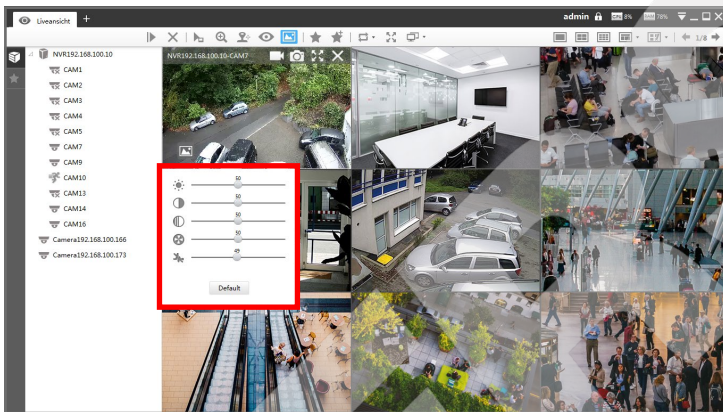 Liveansicht
admin 8% 78%
1/8
NVR192.168.100.10
CAM1
CAM2
CAM3
CAM4
CAM5
CAM7
CAM9
CAM10
CAM13
CAM14
CAM16
Camera192.168.100.166
Camera192.168.100.173
NVR192.168.100.10-CAM7
50
50
50
50
49
Default